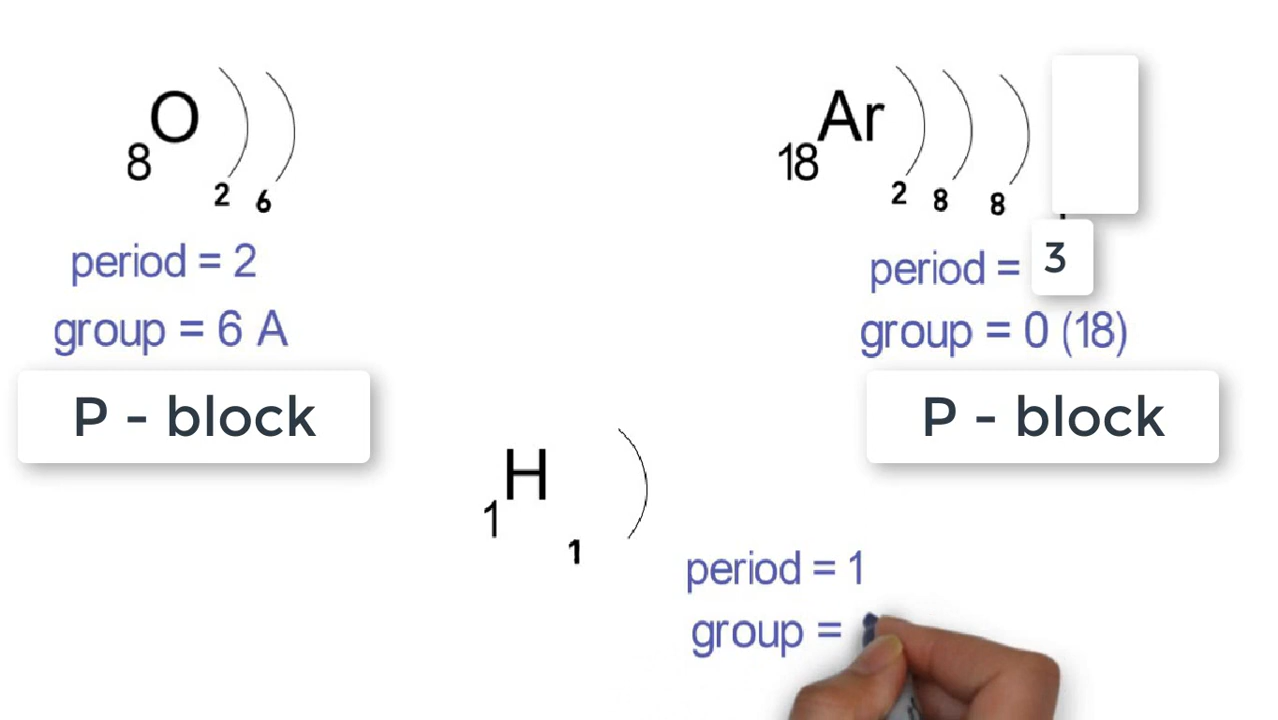 8O 2 6
period = 2
group = 6 A
P - block
18Ar 2 8 8
period = 3
group = 0 (18)
P - block
1H 1
period = 1
group =